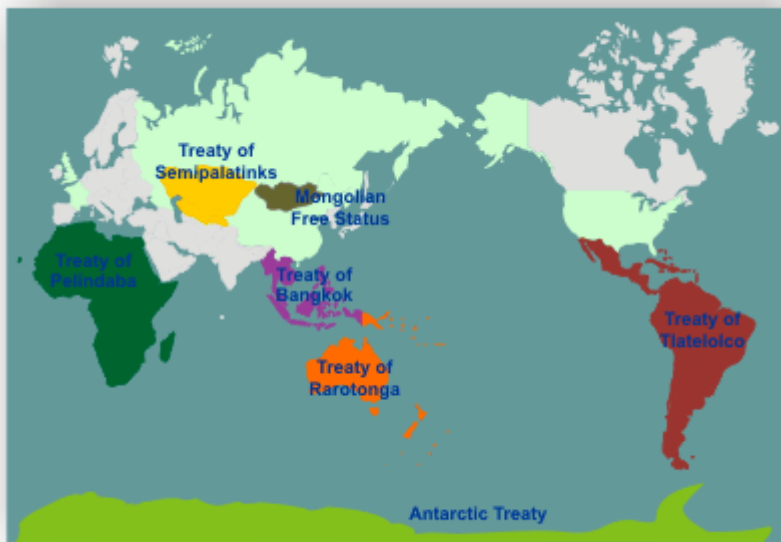 Treaty of
Semipalatinks
Mongolian
Free Status
Treaty of
Pelindaba
Treaty of
Bangkok
Treaty of
Tlatelolco
Treaty of
Rarotonga
Antarctic Treaty